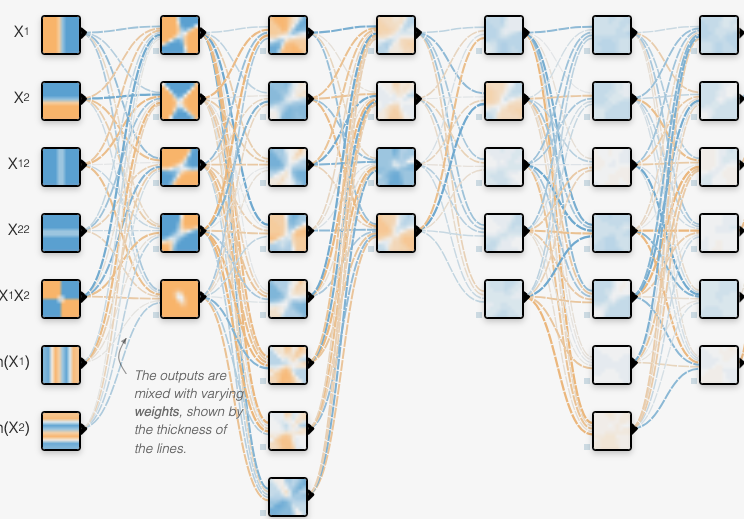 X1
X2
X12
X22
X1X2
n(X1)
n(X2)
The outputs are
mixed with varying
weights, shown by
the thickness of
the lines.